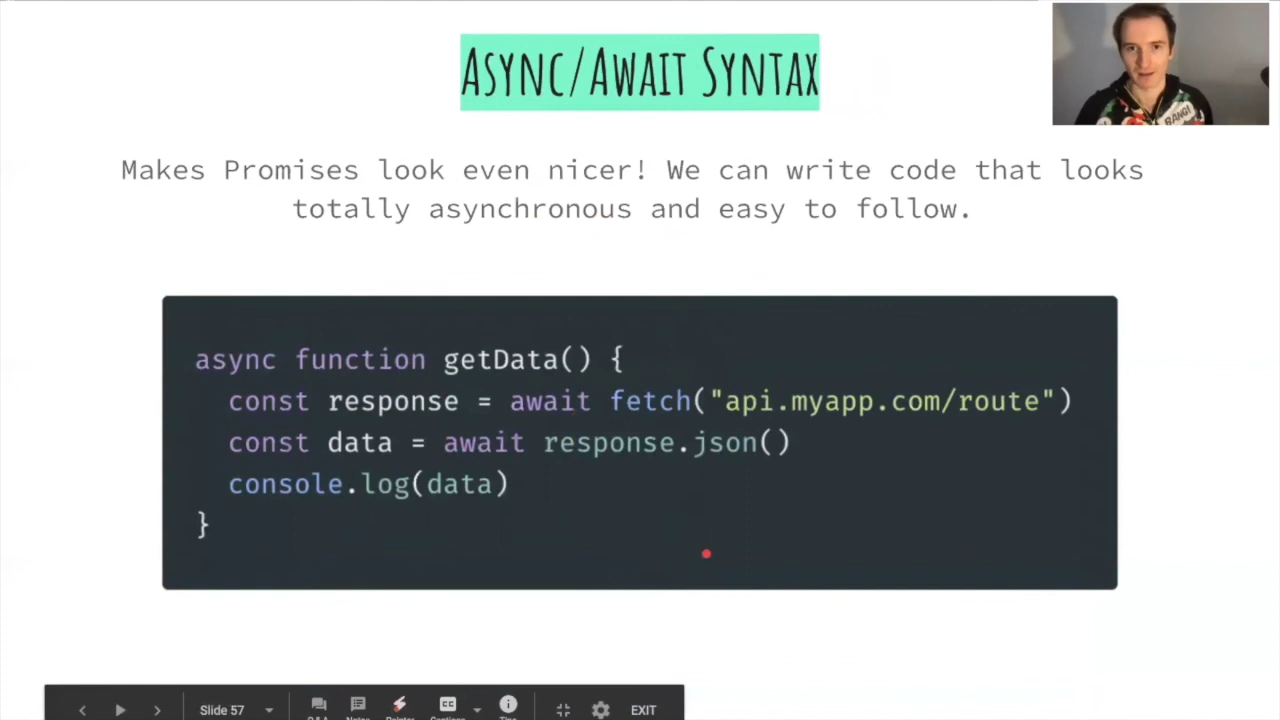 Async/Await Syntax
Makes Promises look even nicer! We can write code that looks
totally asynchronous and easy to follow.
async function getData() {
  const response = await fetch("api.myapp.com/route")
  const data = await response.json()
  console.log(data)
}
BANG!
Slide 57
CC
EXIT